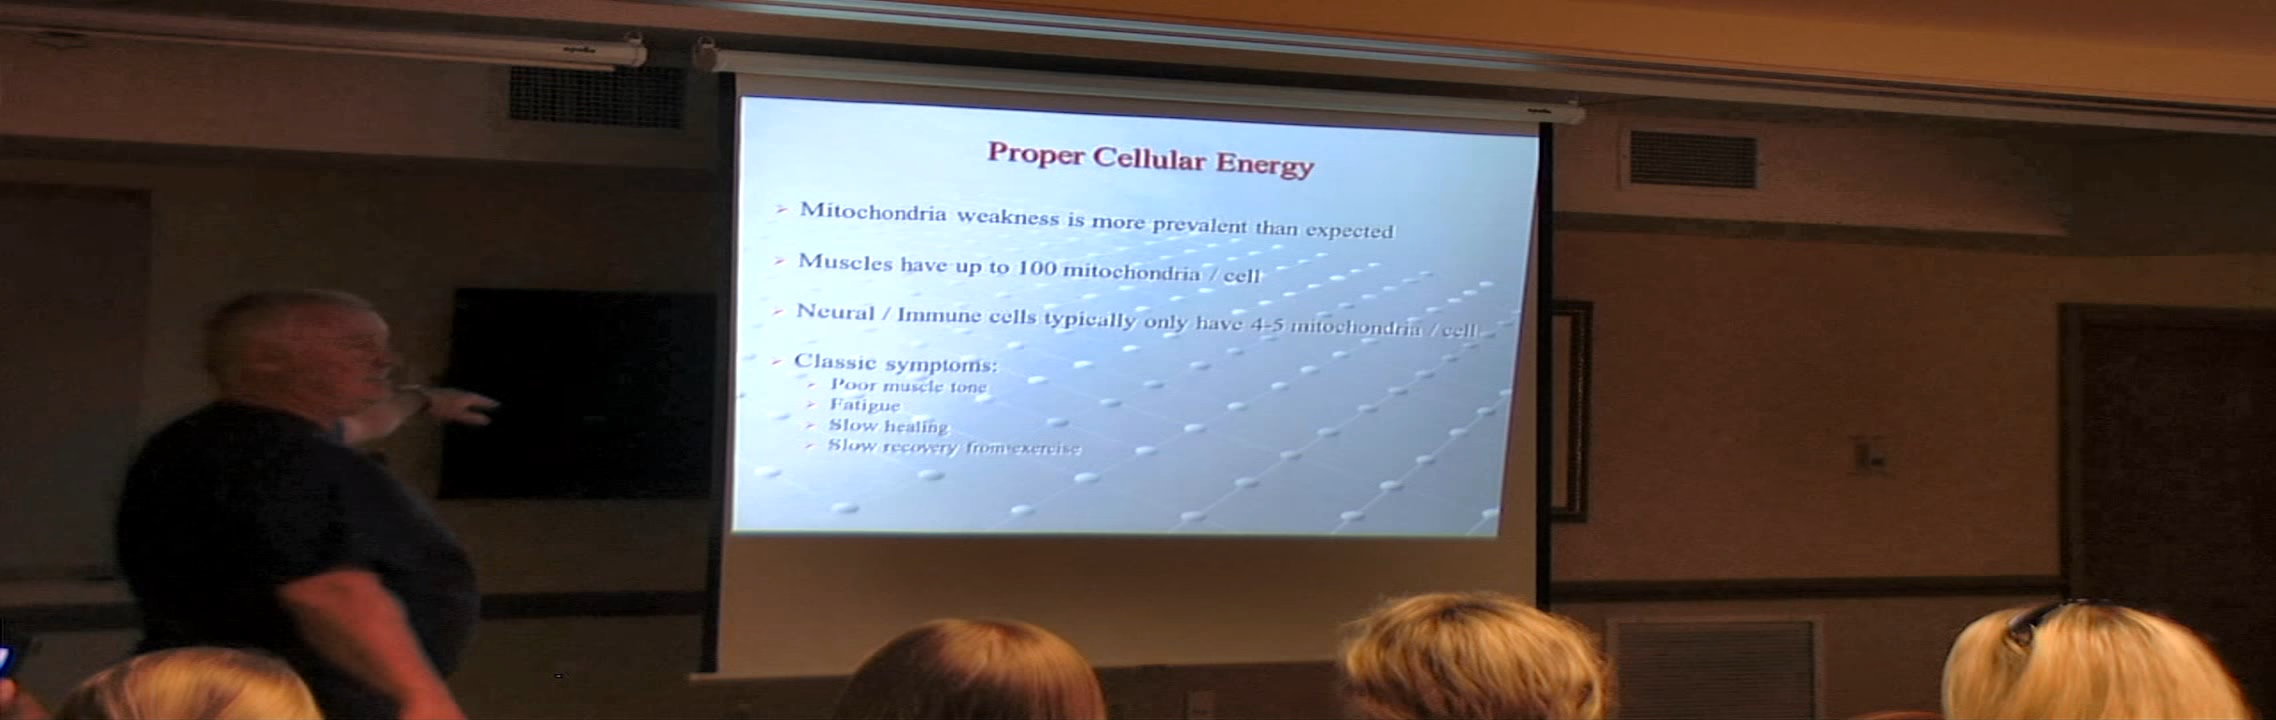 apollo
apollo
Proper Cellular Energy
Mitochondria weakness is more prevalent than expected
Muscles have up to 100 mitochondria / cell
Neural / Immune cells typically only have 4-5 mitochondria / cell
Classic symptoms:
Poor muscle tone
Fatigue
Slow healing
Slow recovery from exercise